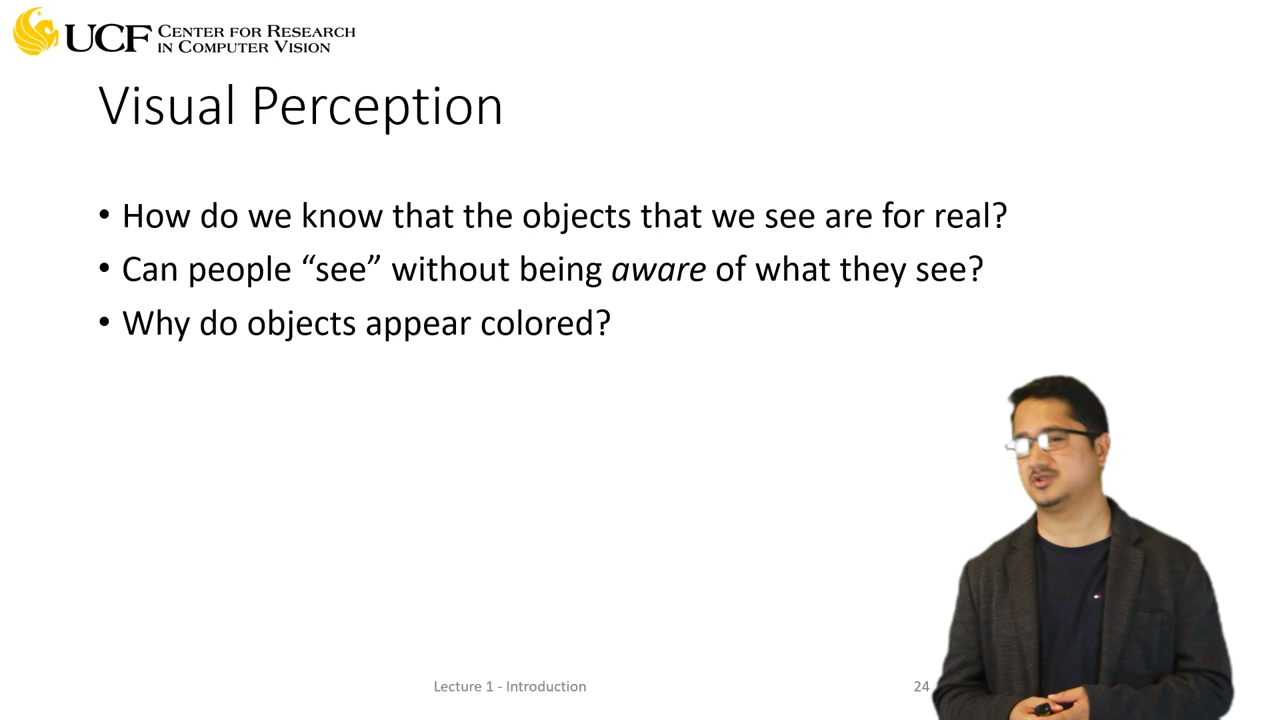 UCF CENTER FOR RESEARCH
IN COMPUTER VISION
Visual Perception
• How do we know that the objects that we see are for real?
• Can people “see” without being aware of what they see?
• Why do objects appear colored?
Lecture 1 - Introduction
24